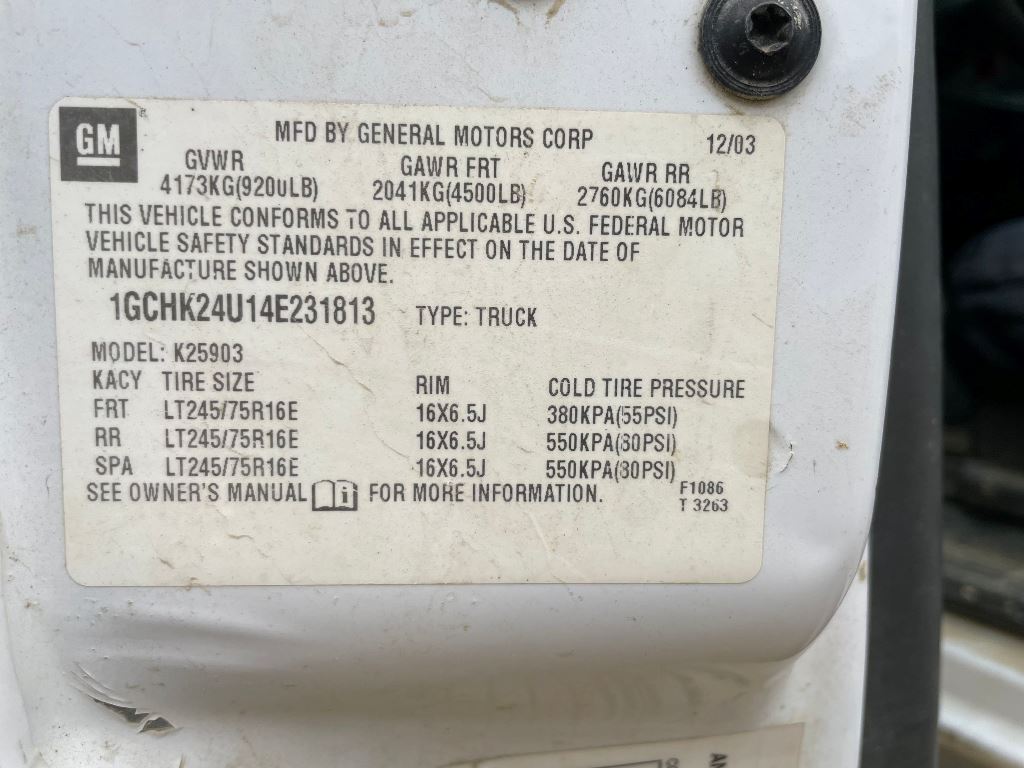 GM
MFD BY GENERAL MOTORS CORP 12/03
GVWR GAWR FRT GAWR RR
4173KG(9200LB) 2041KG(4500LB) 2760KG(6084LB)
THIS VEHICLE CONFORMS TO ALL APPLICABLE U.S. FEDERAL MOTOR
VEHICLE SAFETY STANDARDS IN EFFECT ON THE DATE OF
MANUFACTURE SHOWN ABOVE.
1GCHK24U14E231813 TYPE: TRUCK
MODEL: K25903
KACY TIRE SIZE RIM COLD TIRE PRESSURE
FRT LT245/75R16E 16X6.5J 380KPA(55PSI)
RR LT245/75R16E 16X6.5J 550KPA(80PSI)
SPA LT245/75R16E 16X6.5J 550KPA(80PSI)
SEE OWNER'S MANUAL i FOR MORE INFORMATION. F1086
T 3263